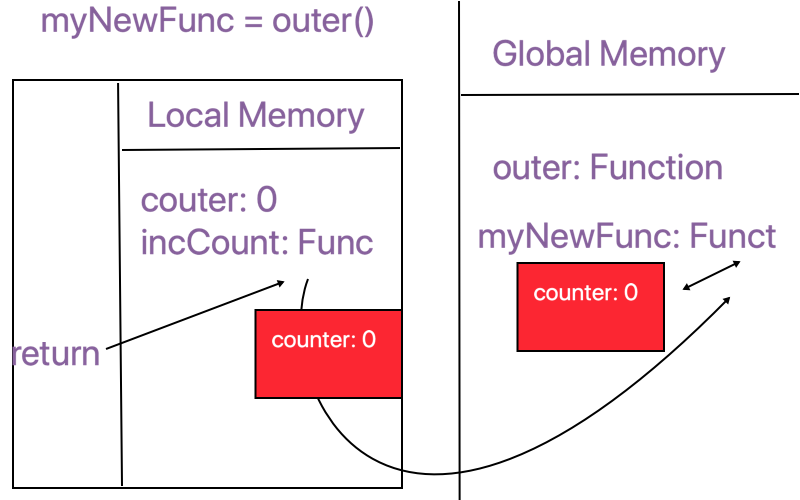 myNewFunc = outer()
Local Memory
couter: 0
incCount: Func
counter: 0
return
Global Memory
outer: Function
myNewFunc: Funct
counter: 0